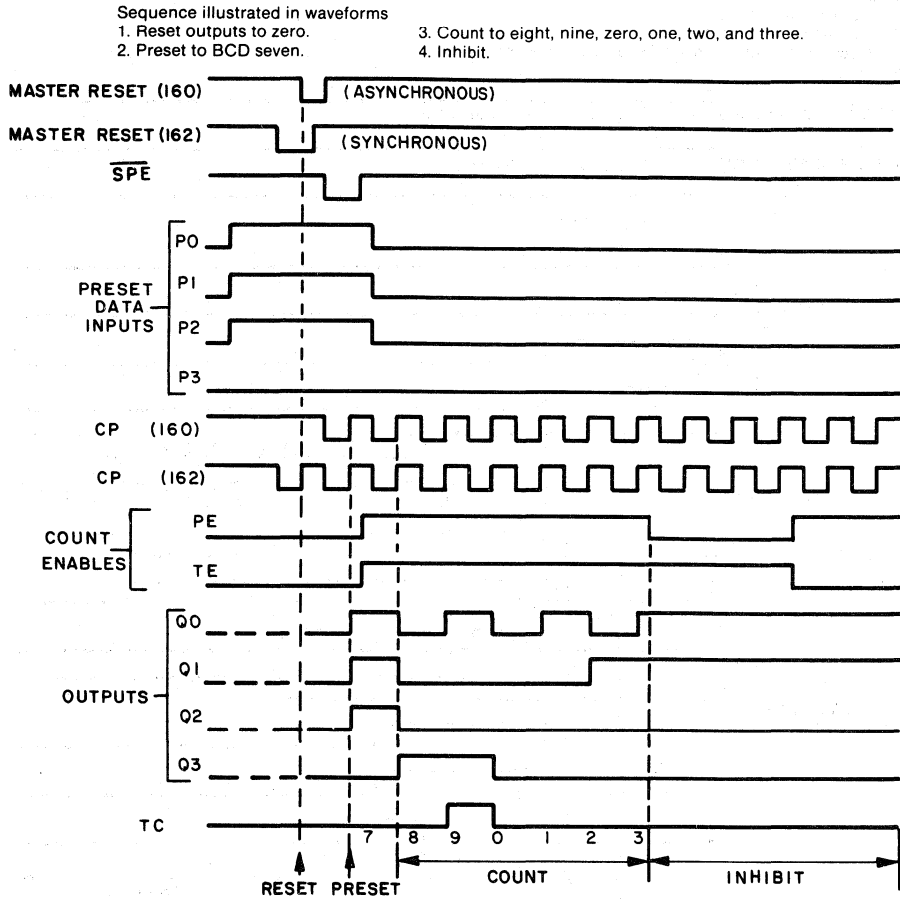 Sequence illustrated in waveforms
1. Reset outputs to zero.
2. Preset to BCD seven.
3. Count to eight, nine, zero, one, two, and three.
4. Inhibit.
MASTER RESET (160)
(ASYNCHRONOUS)
MASTER RESET (162)
(SYNCHRONOUS)
SPE
PRESET
DATA
INPUTS
P0
P1
P2
P3
CP (160)
CP (162)
COUNT
ENABLES
PE
TE
OUTPUTS
Q0
Q1
Q2
Q3
TC
7 8 9 0 1 2 3
RESET PRESET COUNT INHIBIT